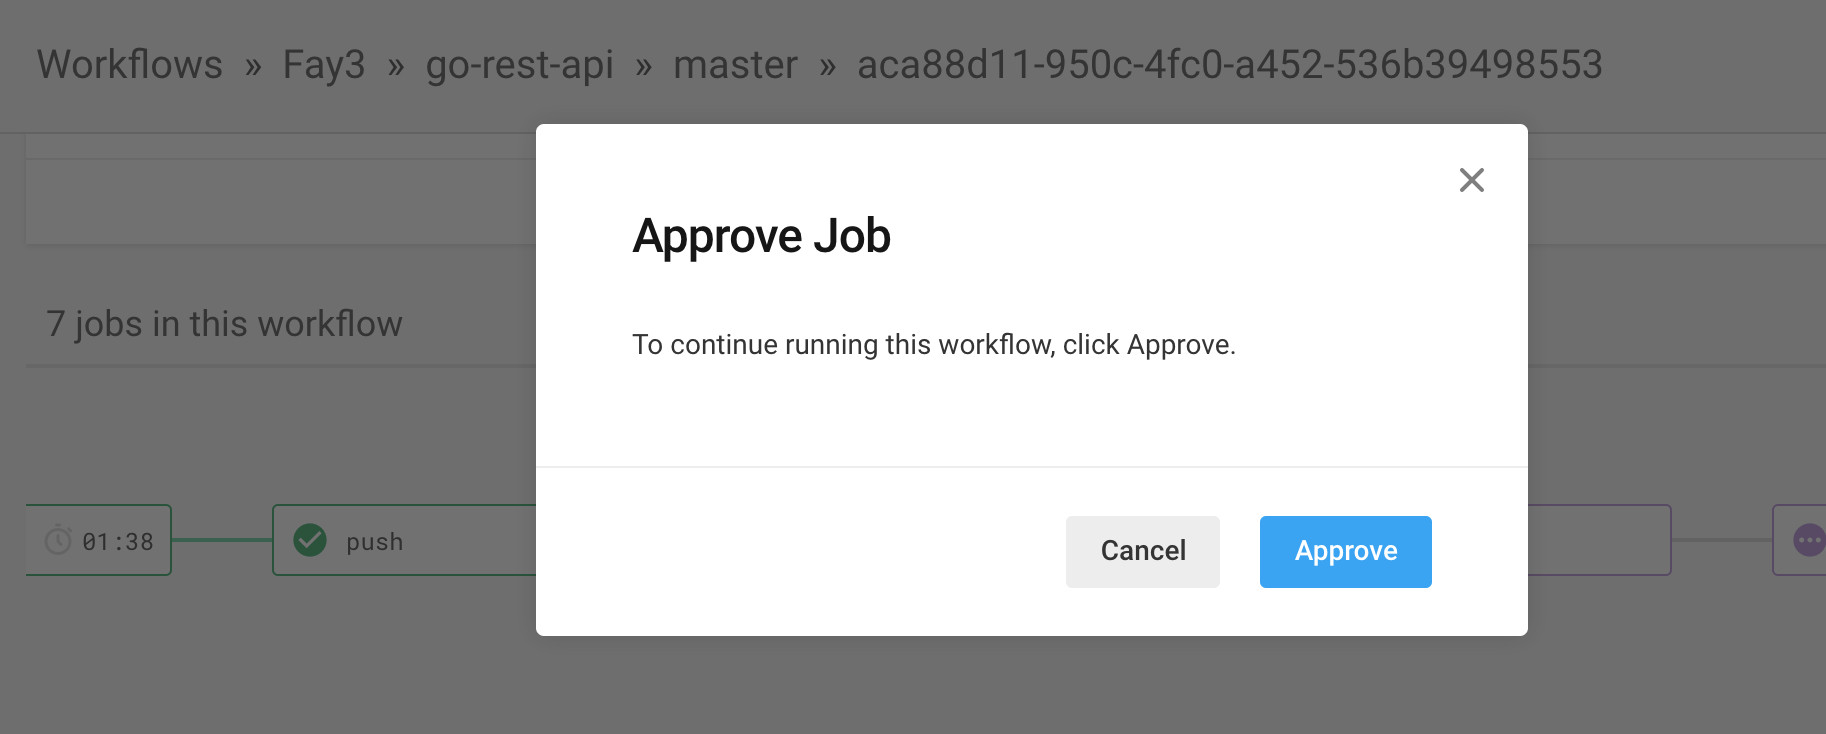 Workflows » Fay3 » go-rest-api » master » aca88d11-950c-4fc0-a452-536b39498553
Approve Job
7 jobs in this workflow
To continue running this workflow, click Approve.
01:38
push
Cancel
Approve